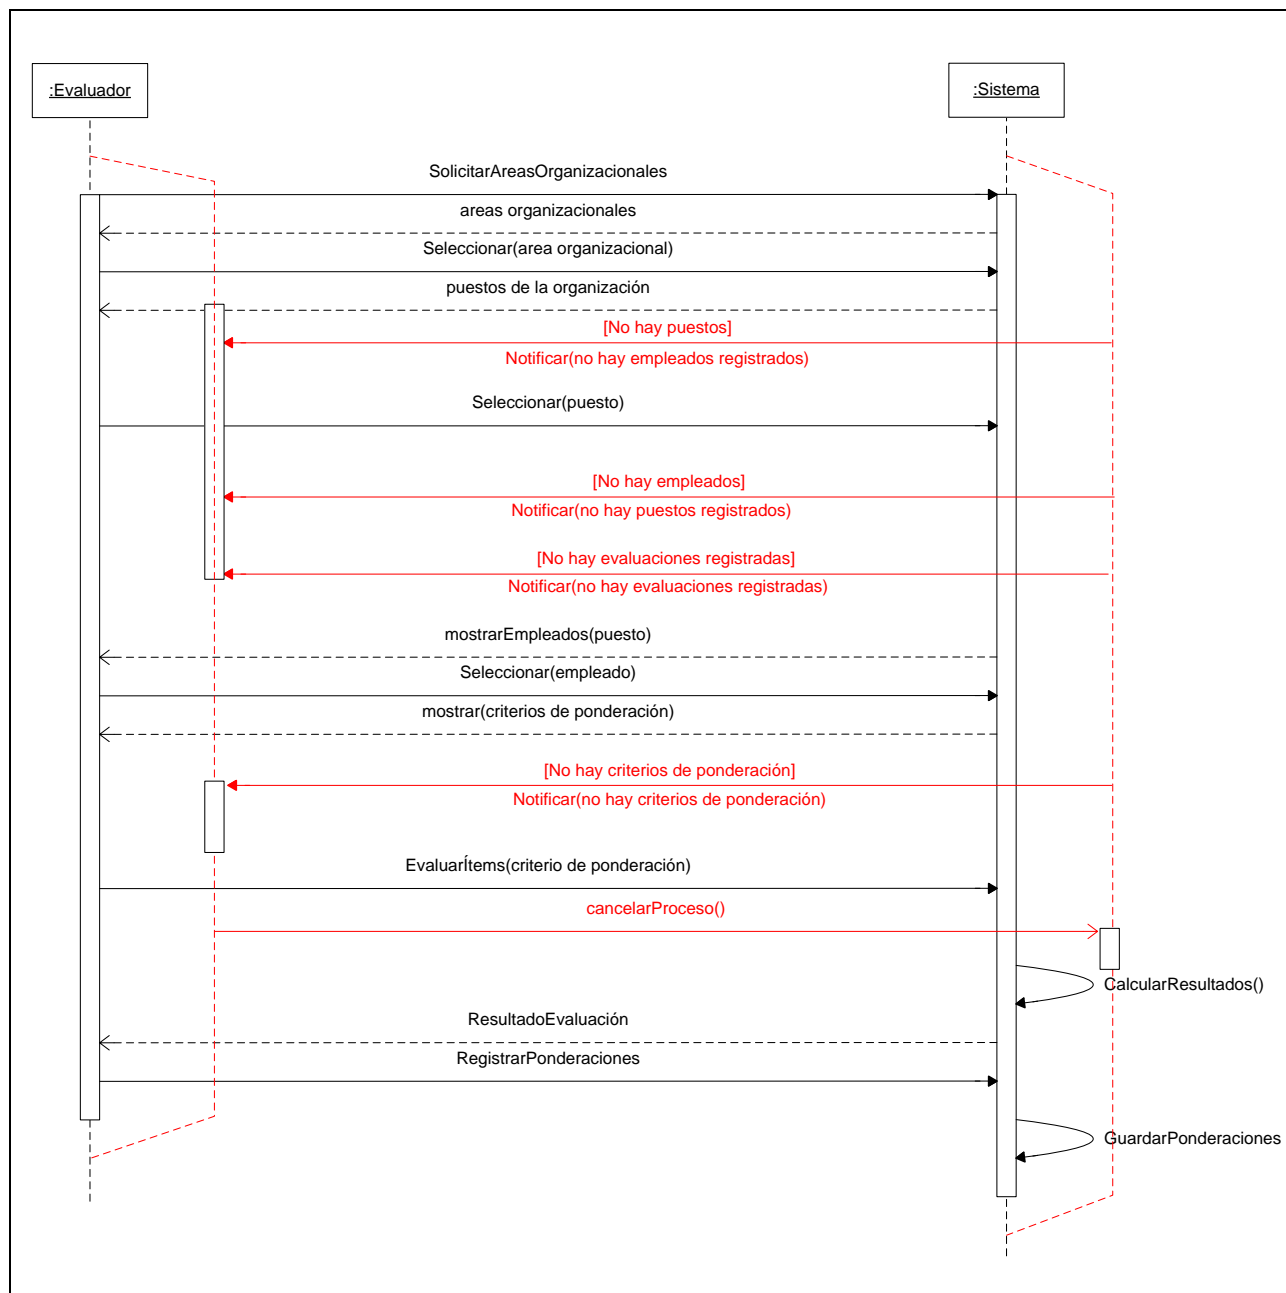 :Evaluador
:Sistema
SolicitarAreasOrganizacionales
areas organizacionales
Seleccionar(area organizacional)
puestos de la organización
[No hay puestos]
Notificar(no hay empleados registrados)
Seleccionar(puesto)
[No hay empleados]
Notificar(no hay puestos registrados)
[No hay evaluaciones registradas]
Notificar(no hay evaluaciones registradas)
mostrarEmpleados(puesto)
Seleccionar(empleado)
mostrar(criterios de ponderación)
[No hay criterios de ponderación]
Notificar(no hay criterios de ponderación)
EvaluarÍtems(criterio de ponderación)
cancelarProceso()
CalcularResultados()
ResultadoEvaluación
RegistrarPonderaciones
GuardarPonderaciones